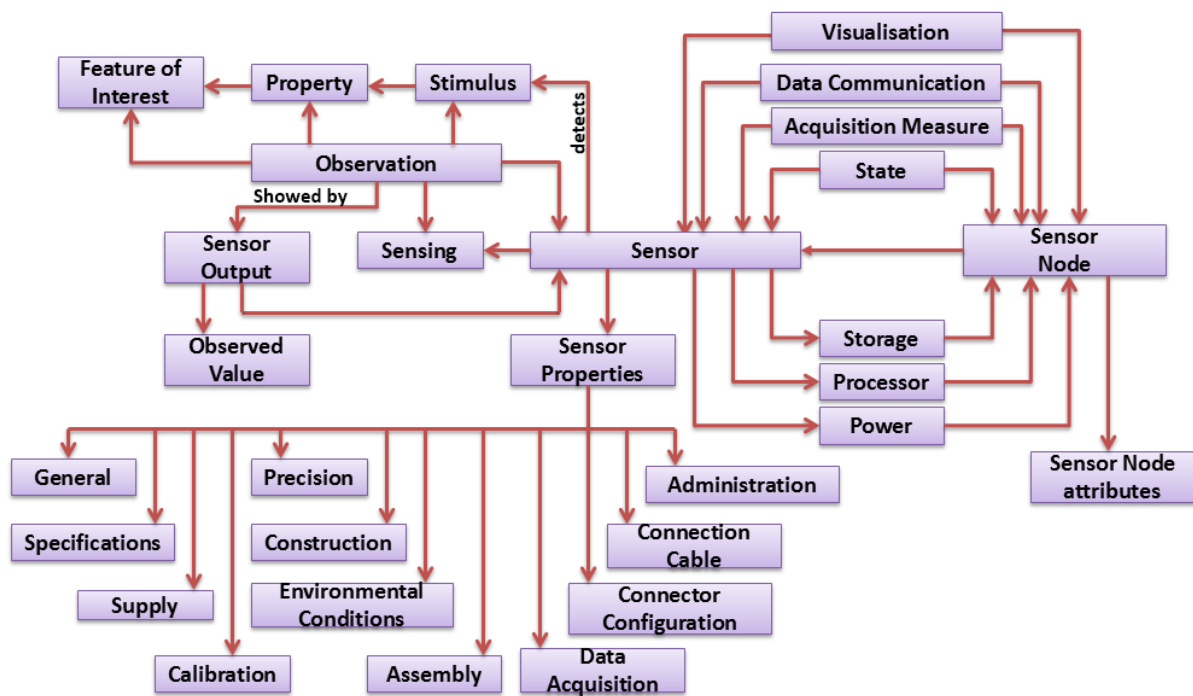 Visualisation
Feature of
Interest
Property
Stimulus
Data Communication
detects
Acquisition Measure
Observation
State
Showed by
Sensor
Output
Sensing
Sensor
Sensor
Node
Observed
Value
Sensor
Properties
Storage
Processor
Power
General
Precision
Administration
Sensor Node
attributes
Specifications
Construction
Connection
Cable
Supply
Environmental
Conditions
Connector
Configuration
Calibration
Assembly
Data
Acquisition